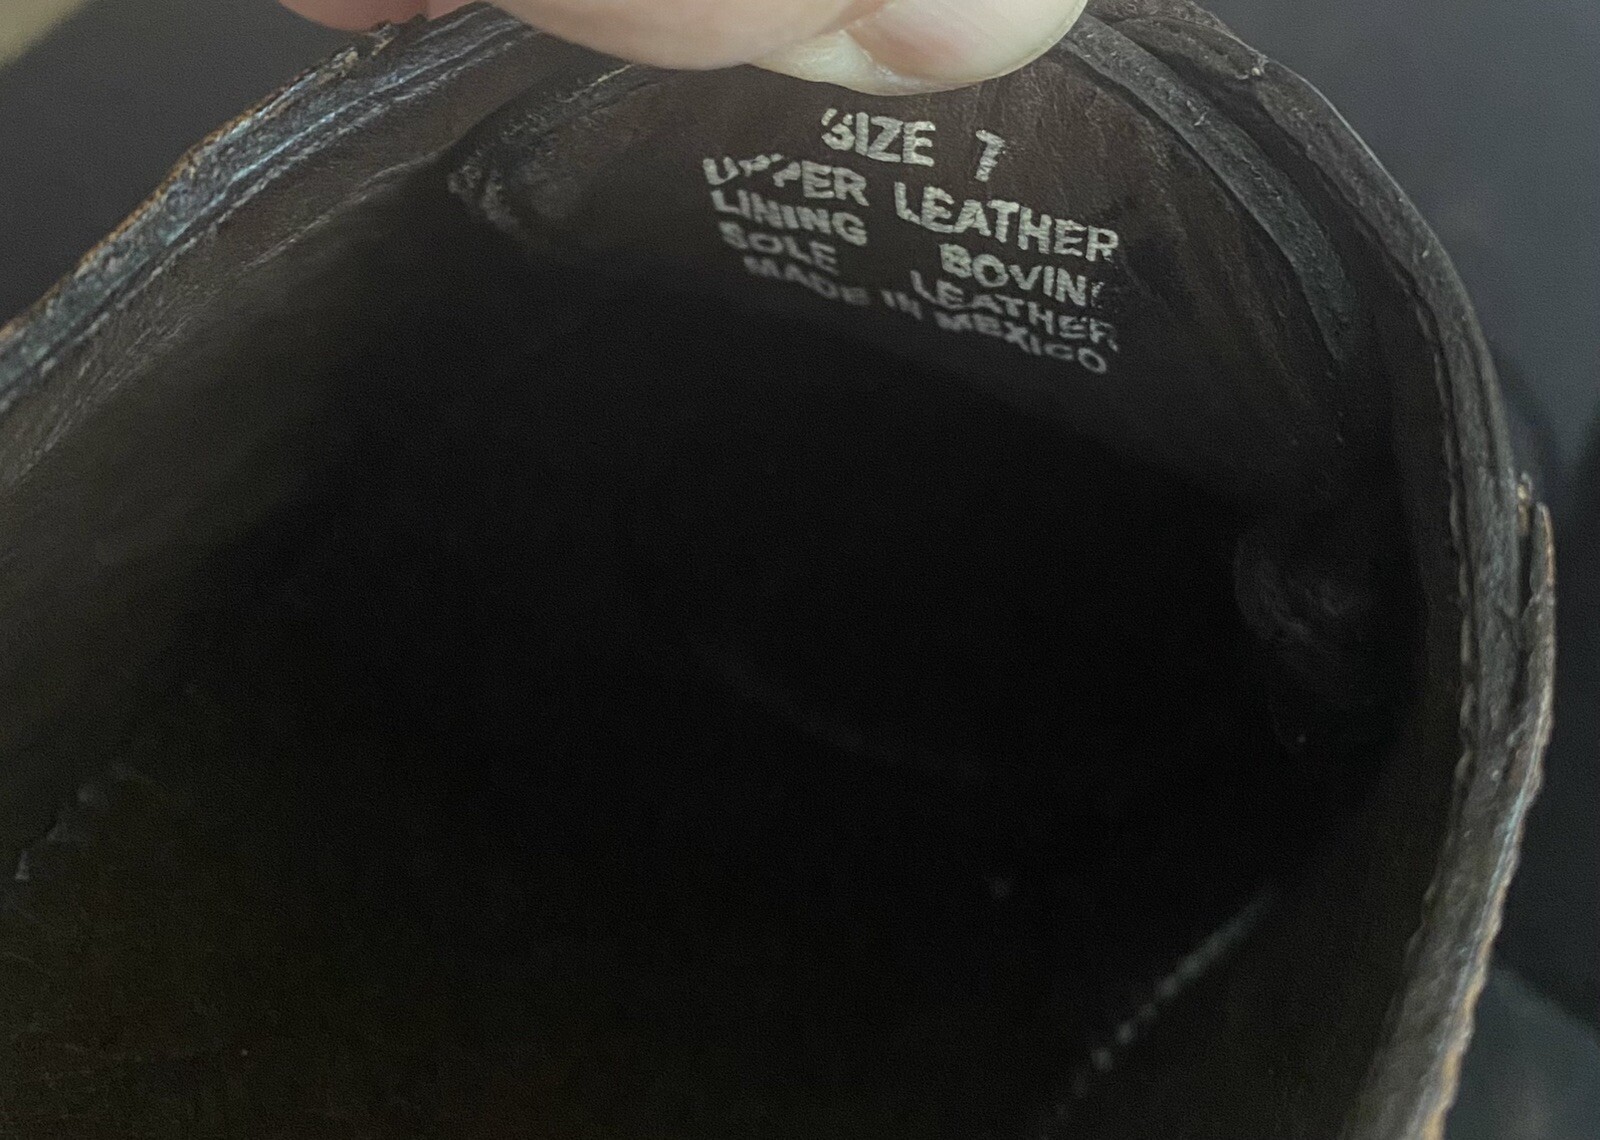 SIZE 7
UPPER LEATHER
LINING BOVINE
SOLE LEATHER
MADE IN MEXICO